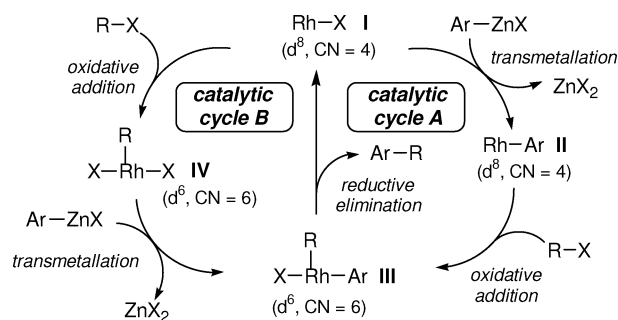 R–X
Rh–X I
(d⁸, CN = 4)
Ar–ZnX
oxidative
addition
transmetallation
ZnX₂
catalytic
cycle B
catalytic
cycle A
R
X–Rh–X IV
(d⁶, CN = 6)
Ar–R
Rh–Ar II
(d⁸, CN = 4)
reductive
elimination
Ar–ZnX
transmetallation
ZnX₂
R
X–Rh–Ar III
(d⁶, CN = 6)
R–X
oxidative
addition